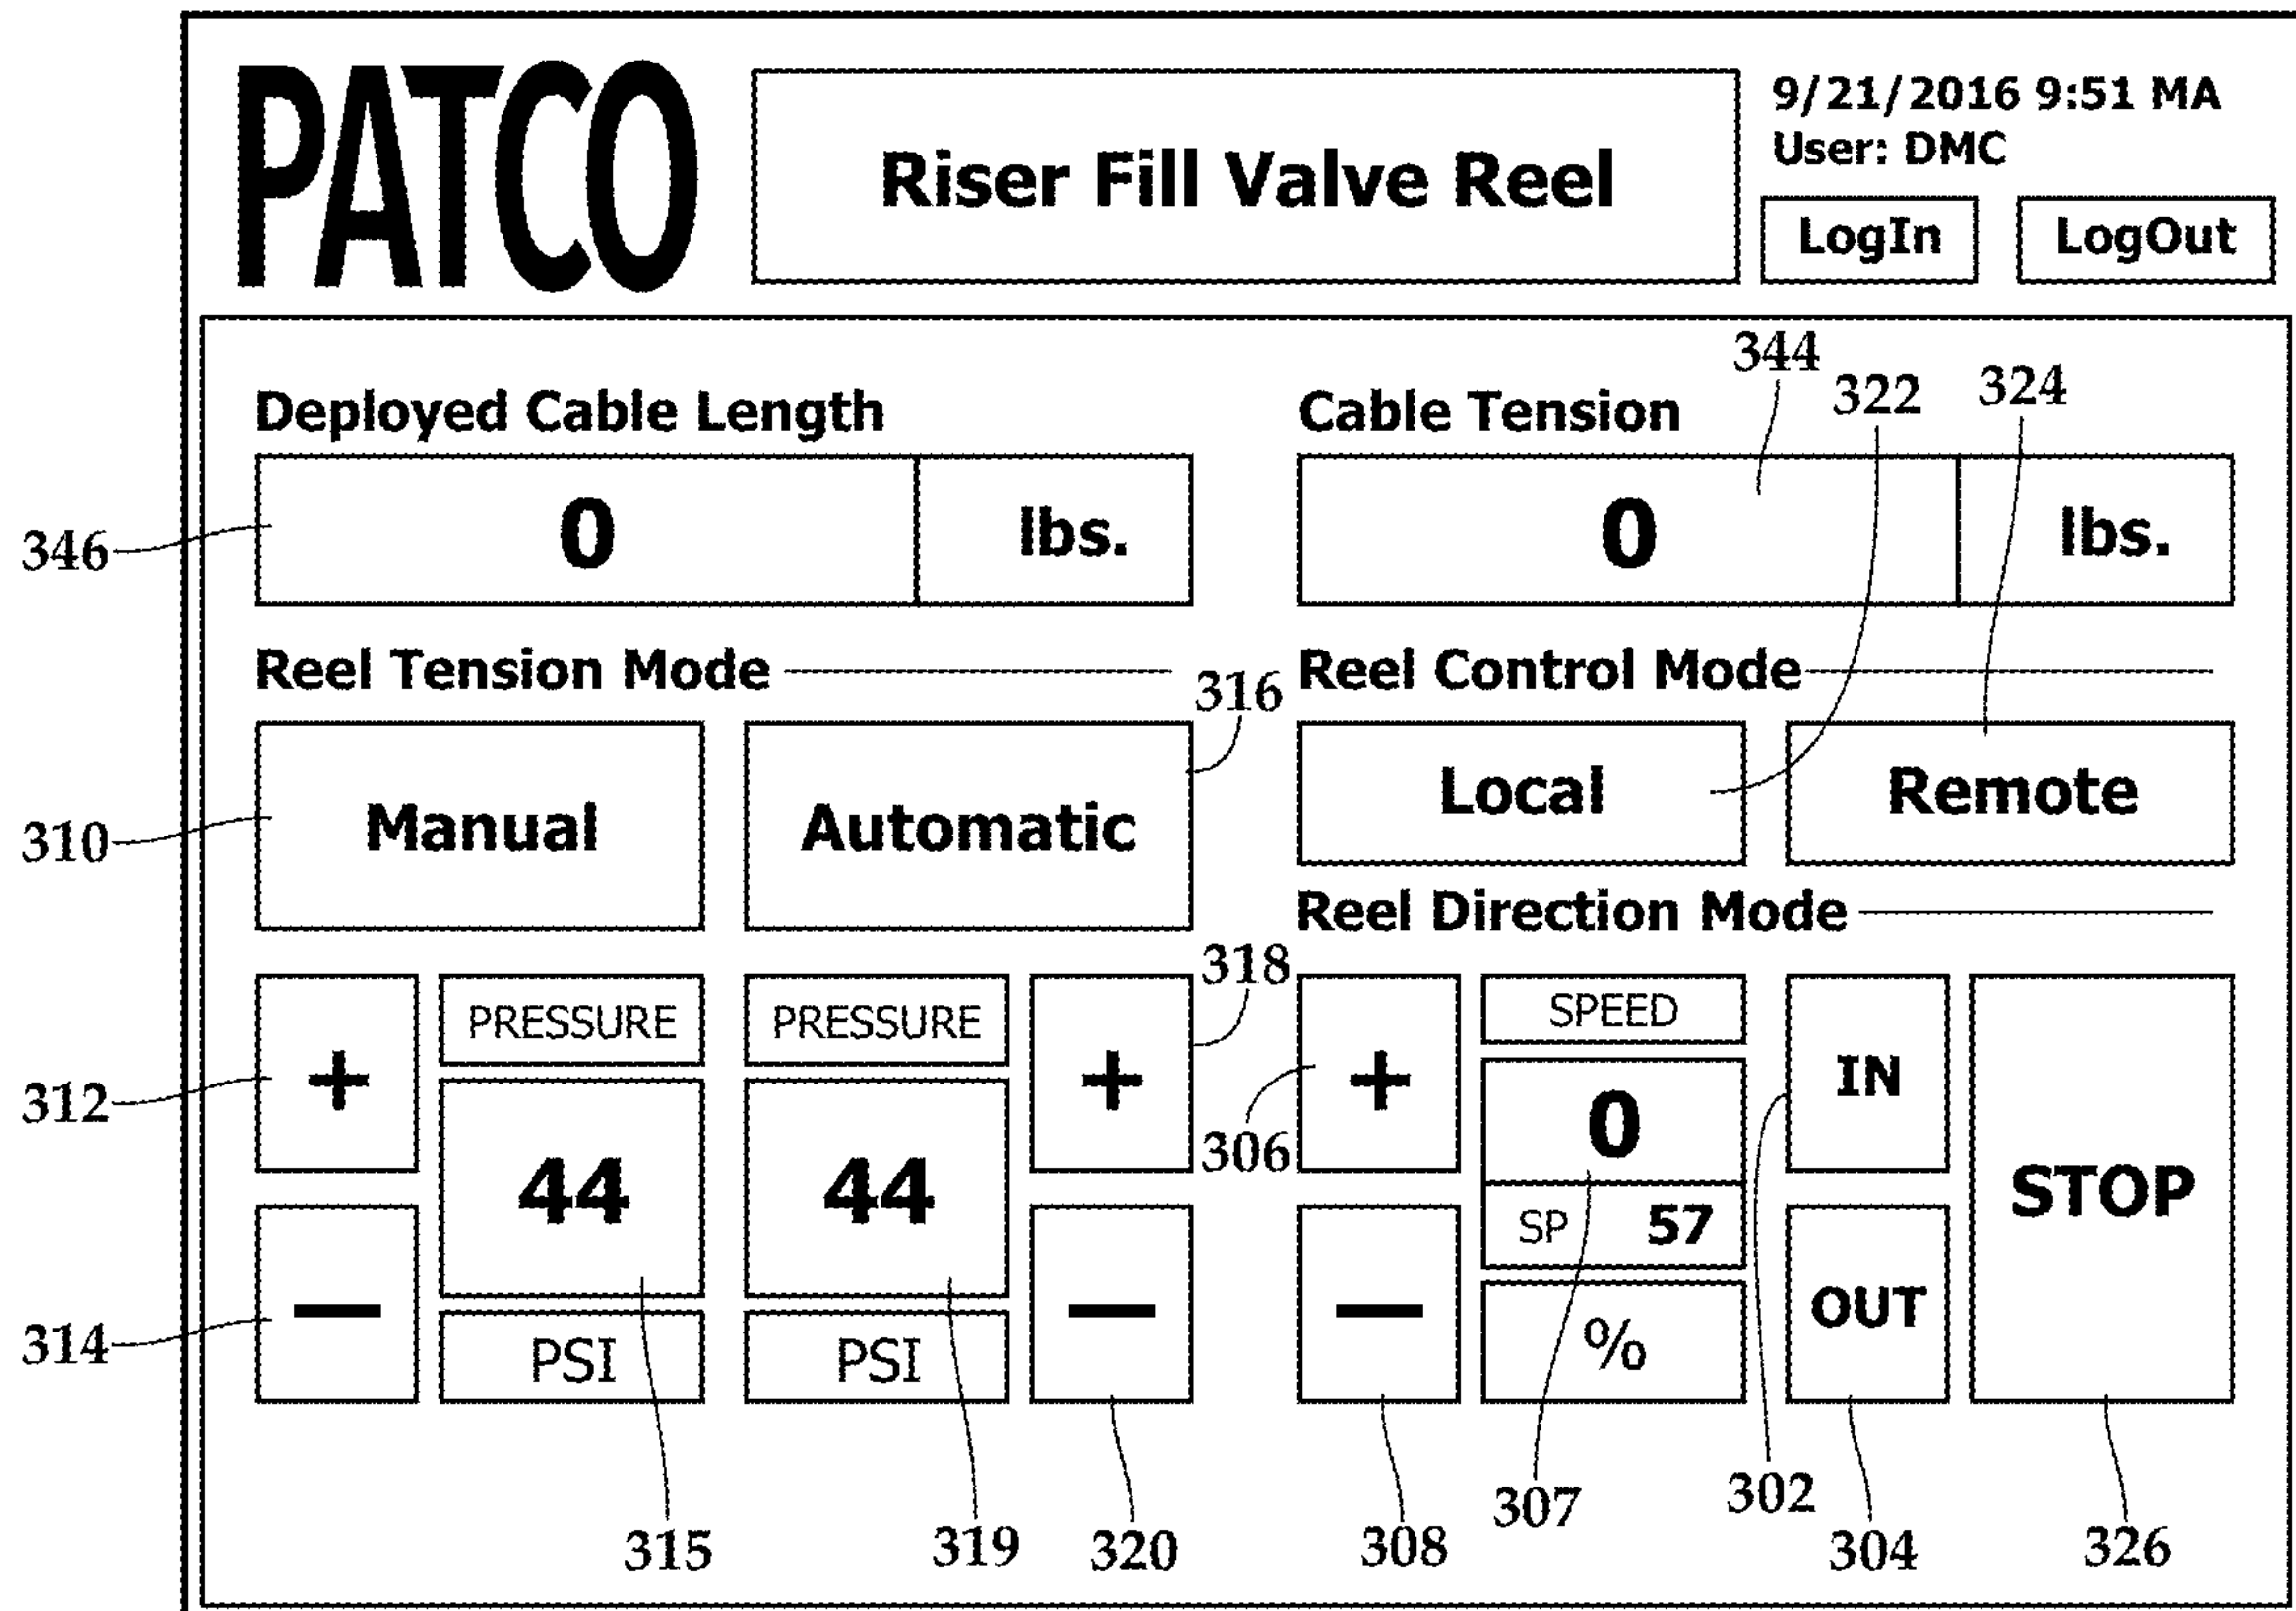 PATCO
Riser Fill Valve Reel
9/21/2016 9:51 MA
User: DMC
LogIn
LogOut
344
322
324
Deployed Cable Length
Cable Tension
346
0
lbs.
0
lbs.
Reel Tension Mode
316
Reel Control Mode
310
Manual
Automatic
Local
Remote
Reel Direction Mode
318
312
+
PRESSURE
PRESSURE
+
306
+
SPEED
0
IN
STOP
44
44
SP 57
314
—
PSI
PSI
—
—
%
OUT
315
319
320
308
307
302
304
326